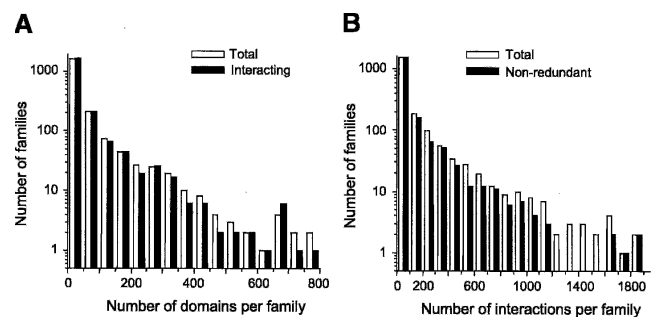 A
Total
Interacting
Number of families
1000
100
10
1
0 200 400 600 800
Number of domains per family
B
Total
Non-redundant
Number of families
1000
100
10
1
0 200 600 1000 1400 1800
Number of interactions per family